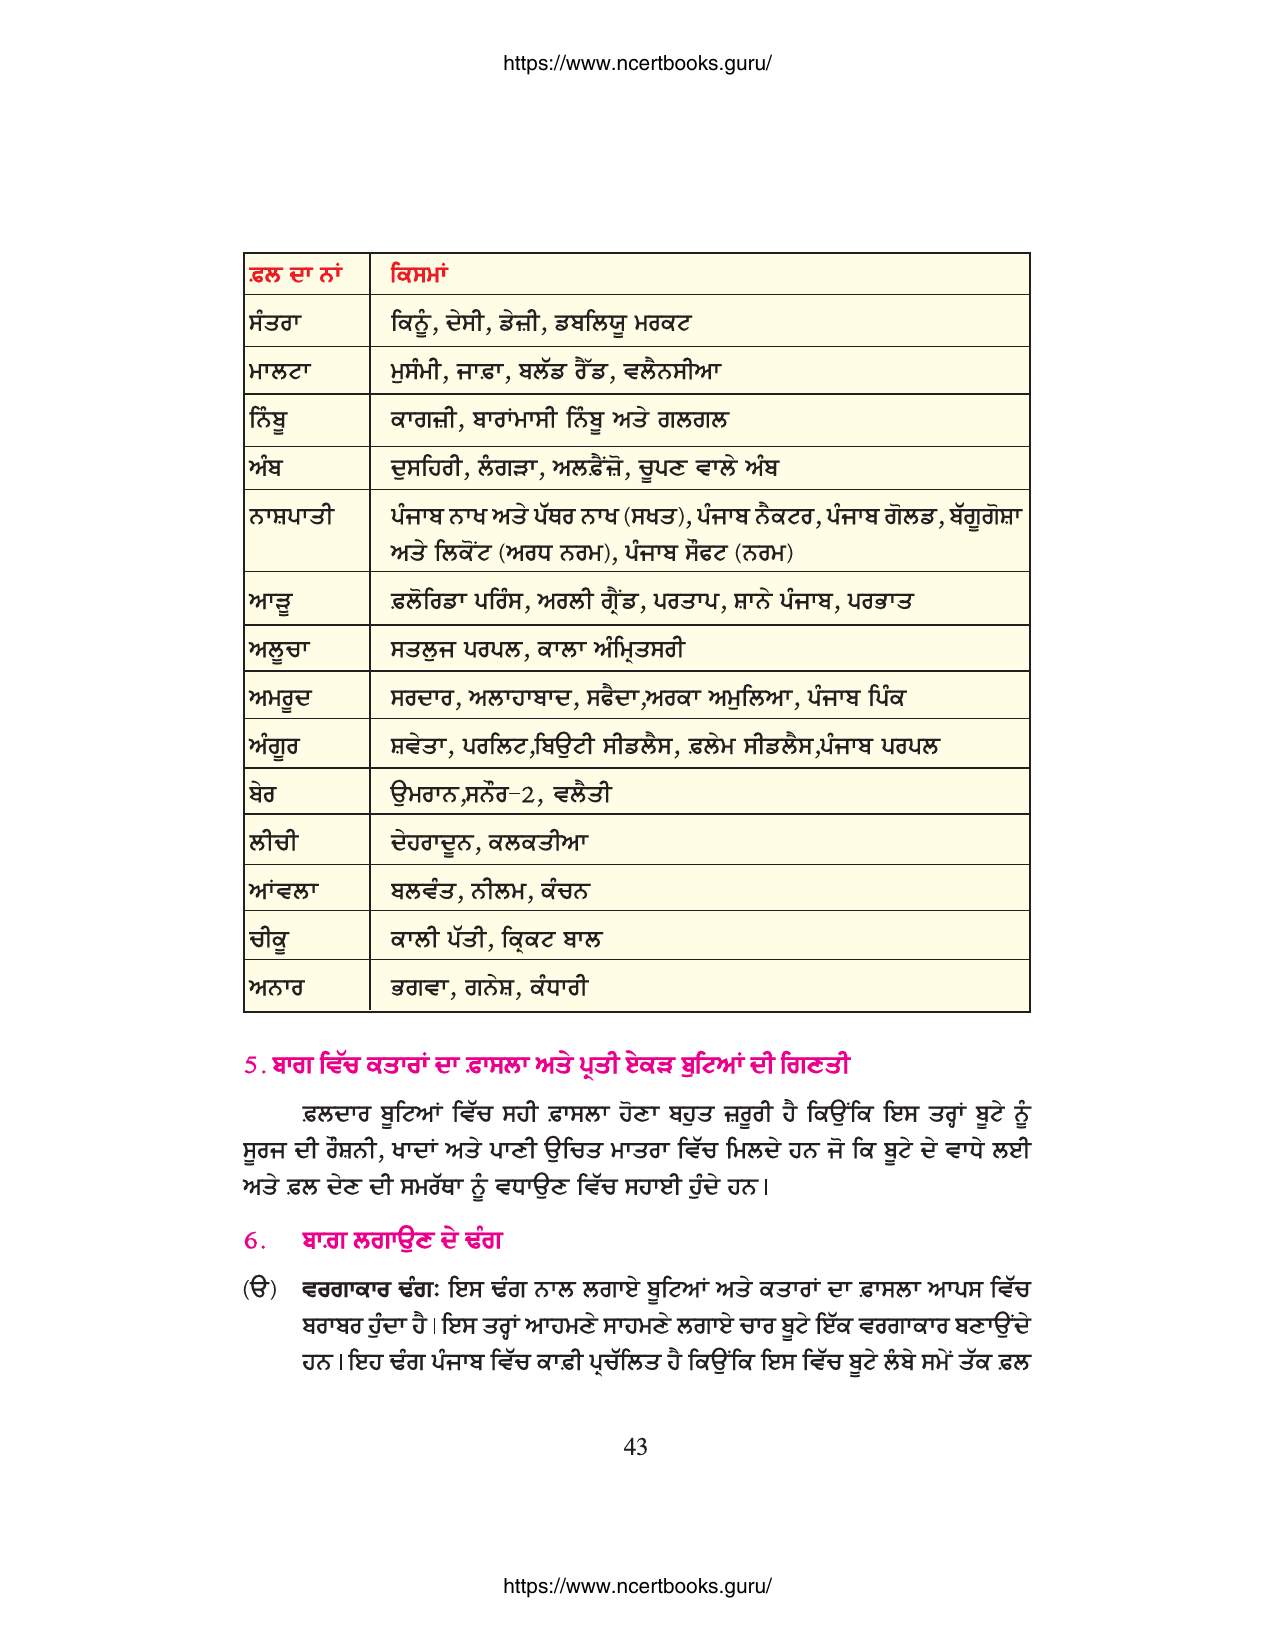 https://www.ncertbooks.guru/
ਫ਼ਲ ਦਾ ਨਾਂ ਕਿਸਮਾਂ
ਸੰਤਰਾ ਕਿਨੂੰ, ਦੇਸੀ, ਡੇਜ਼ੀ, ਡਬਲਿਯੂ ਮਰਕਟ
ਮਾਲਟਾ ਮੁਸੰਮੀ, ਜਾਫ਼ਾ, ਬਲੱਡ ਰੈੱਡ, ਵਲੈਨਸੀਆ
ਨਿੰਬੂ ਕਾਗਜ਼ੀ, ਬਾਰਾਂਮਾਸੀ ਨਿੰਬੂ ਅਤੇ ਗਲਗਲ
ਅੰਬ ਦੁਸਹਿਰੀ, ਲੰਗੜਾ, ਅਲਫ਼ੈਂਜ਼ੋ, ਚੂਪਣ ਵਾਲੇ ਅੰਬ
ਨਾਸ਼ਪਾਤੀ ਪੰਜਾਬ ਨਾਖ ਅਤੇ ਪੱਥਰ ਨਾਖ (ਸਖਤ), ਪੰਜਾਬ ਨੈਕਟਰ, ਪੰਜਾਬ ਗੋਲਡ, ਬੱਗੂਗੋਸ਼ਾ
ਅਤੇ ਲਿਕੋਂਟ (ਅਰਧ ਨਰਮ), ਪੰਜਾਬ ਸੌਫਟ (ਨਰਮ)
ਆੜੂ ਫ਼ਲੋਰਿਡਾ ਪਰਿੰਸ, ਅਰਲੀ ਗ੍ਰੈਂਡ, ਪਰਤਾਪ, ਸ਼ਾਨੇ ਪੰਜਾਬ, ਪਰਭਾਤ
ਅਲੂਚਾ ਸਤਲੁਜ ਪਰਪਲ, ਕਾਲਾ ਅੰਮ੍ਰਿਤਸਰੀ
ਅਮਰੂਦ ਸਰਦਾਰ, ਅਲਾਹਾਬਾਦ, ਸਫੈਦਾ,ਅਰਕਾ ਅਮੁਲਿਆ, ਪੰਜਾਬ ਪਿੰਕ
ਅੰਗੂਰ ਸ਼ਵੇਤਾ, ਪਰਲਿਟ,ਬਿਊਟੀ ਸੀਡਲੈਸ, ਫ਼ਲੇਮ ਸੀਡਲੈਸ,ਪੰਜਾਬ ਪਰਪਲ
ਬੇਰ ਉਮਰਾਨ,ਸਨੌਰ-2, ਵਲੈਤੀ
ਲੀਚੀ ਦੇਹਰਾਦੂਨ, ਕਲਕਤੀਆ
ਆਂਵਲਾ ਬਲਵੰਤ, ਨੀਲਮ, ਕੰਚਨ
ਚੀਕੂ ਕਾਲੀ ਪੱਤੀ, ਕ੍ਰਿਕਟ ਬਾਲ
ਅਨਾਰ ਭਗਵਾ, ਗਨੇਸ਼, ਕੰਧਾਰੀ
5. ਬਾਗ ਵਿੱਚ ਕਤਾਰਾਂ ਦਾ ਫ਼ਾਸਲਾ ਅਤੇ ਪ੍ਰਤੀ ਏਕੜ ਬੁਟਿਆਂ ਦੀ ਗਿਣਤੀ
ਫ਼ਲਦਾਰ ਬੂਟਿਆਂ ਵਿੱਚ ਸਹੀ ਫ਼ਾਸਲਾ ਹੋਣਾ ਬਹੁਤ ਜ਼ਰੂਰੀ ਹੈ ਕਿਉਂਕਿ ਇਸ ਤਰ੍ਹਾਂ ਬੂਟੇ ਨੂੰ
ਸੂਰਜ ਦੀ ਰੌਸ਼ਨੀ, ਖਾਦਾਂ ਅਤੇ ਪਾਣੀ ਉਚਿਤ ਮਾਤਰਾ ਵਿੱਚ ਮਿਲਦੇ ਹਨ ਜੋ ਕਿ ਬੂਟੇ ਦੇ ਵਾਧੇ ਲਈ
ਅਤੇ ਫ਼ਲ ਦੇਣ ਦੀ ਸਮਰੱਥਾ ਨੂੰ ਵਧਾਉਣ ਵਿੱਚ ਸਹਾਈ ਹੁੰਦੇ ਹਨ।
6. ਬਾਗ਼ ਲਗਾਉਣ ਦੇ ਢੰਗ
(ੳ) ਵਰਗਾਕਾਰ ਢੰਗ: ਇਸ ਢੰਗ ਨਾਲ ਲਗਾਏ ਬੂਟਿਆਂ ਅਤੇ ਕਤਾਰਾਂ ਦਾ ਫ਼ਾਸਲਾ ਆਪਸ ਵਿੱਚ
ਬਰਾਬਰ ਹੁੰਦਾ ਹੈ। ਇਸ ਤਰ੍ਹਾਂ ਆਹਮਣੇ ਸਾਹਮਣੇ ਲਗਾਏ ਚਾਰ ਬੂਟੇ ਇੱਕ ਵਰਗਾਕਾਰ ਬਣਾਉਂਦੇ
ਹਨ। ਇਹ ਢੰਗ ਪੰਜਾਬ ਵਿੱਚ ਕਾਫ਼ੀ ਪ੍ਰਚੱਲਿਤ ਹੈ ਕਿਉਂਕਿ ਇਸ ਵਿੱਚ ਬੂਟੇ ਲੰਬੇ ਸਮੇਂ ਤੱਕ ਫ਼ਲ
43
https://www.ncertbooks.guru/